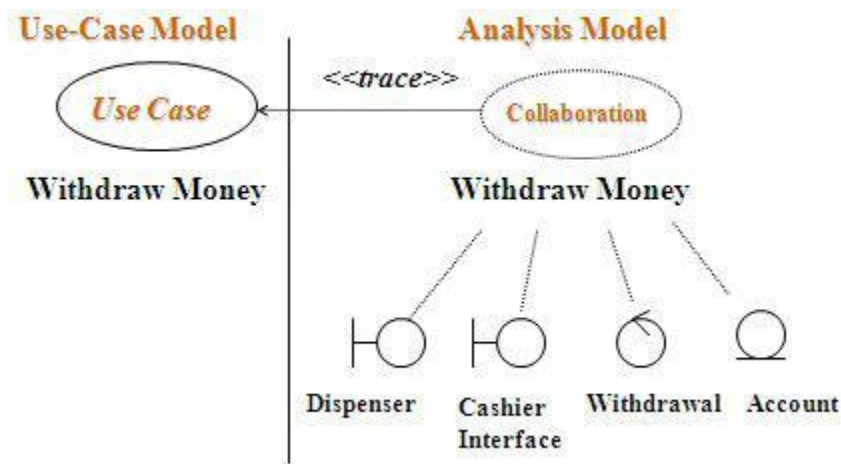 Use-Case Model
Analysis Model
<<trace>>
Use Case
Collaboration
Withdraw Money
Withdraw Money
Dispenser
Cashier
Interface
Withdrawal
Account